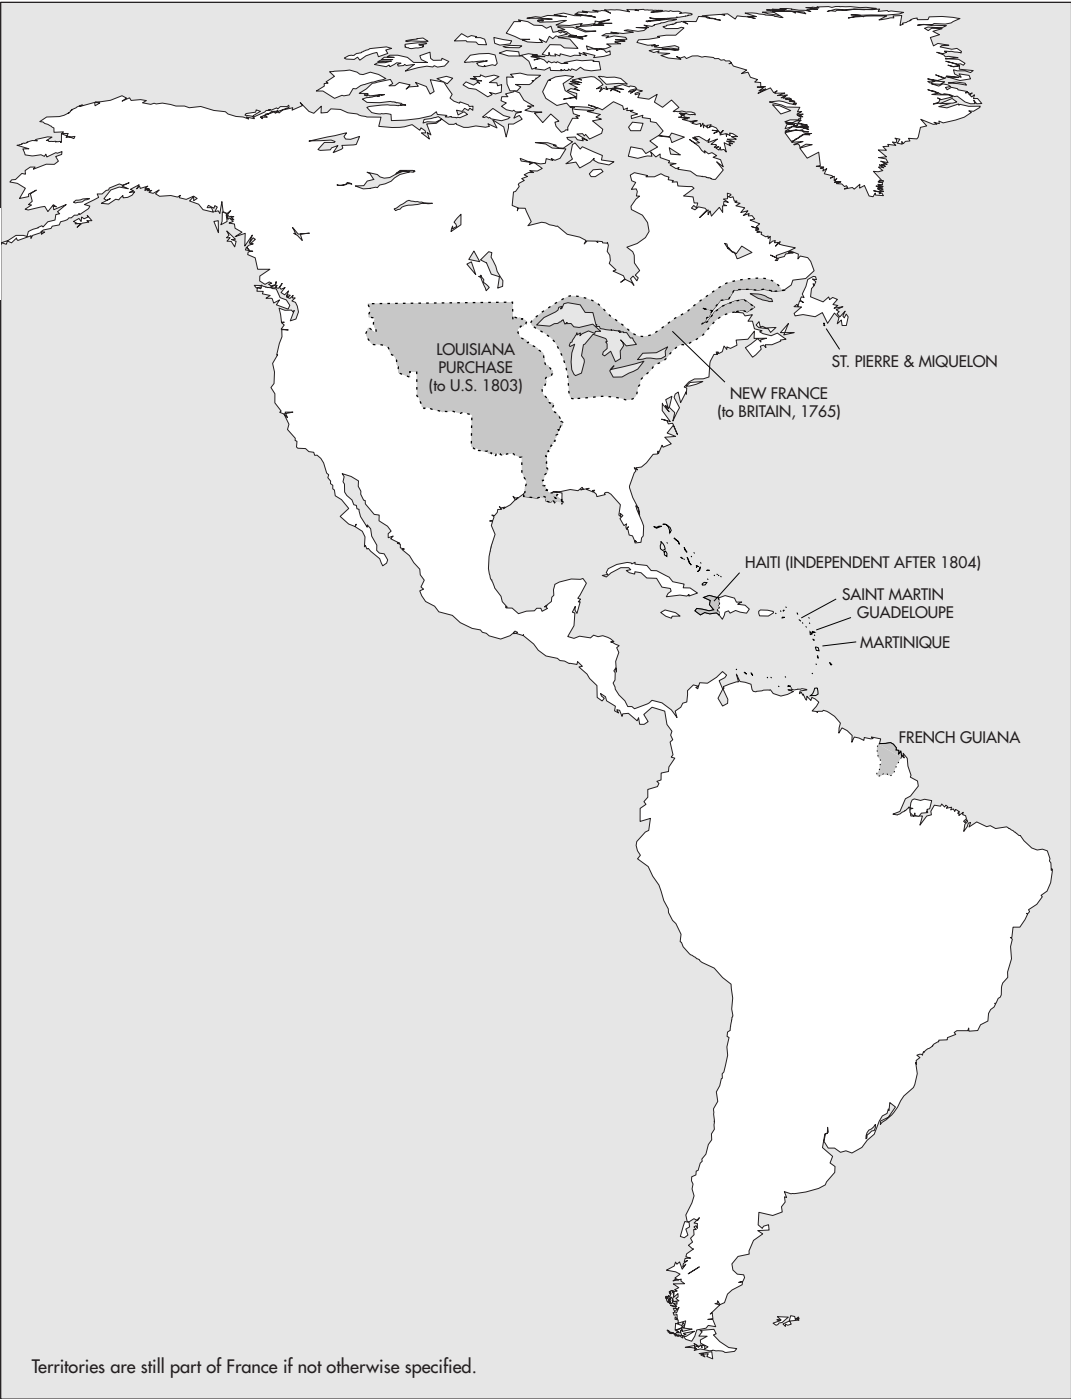 LOUISIANA
PURCHASE
(to U.S. 1803)
ST. PIERRE & MIQUELON
NEW FRANCE
(to BRITAIN, 1765)
HAITI (INDEPENDENT AFTER 1804)
SAINT MARTIN
GUADELOUPE
MARTINIQUE
FRENCH GUIANA
Territories are still part of France if not otherwise specified.